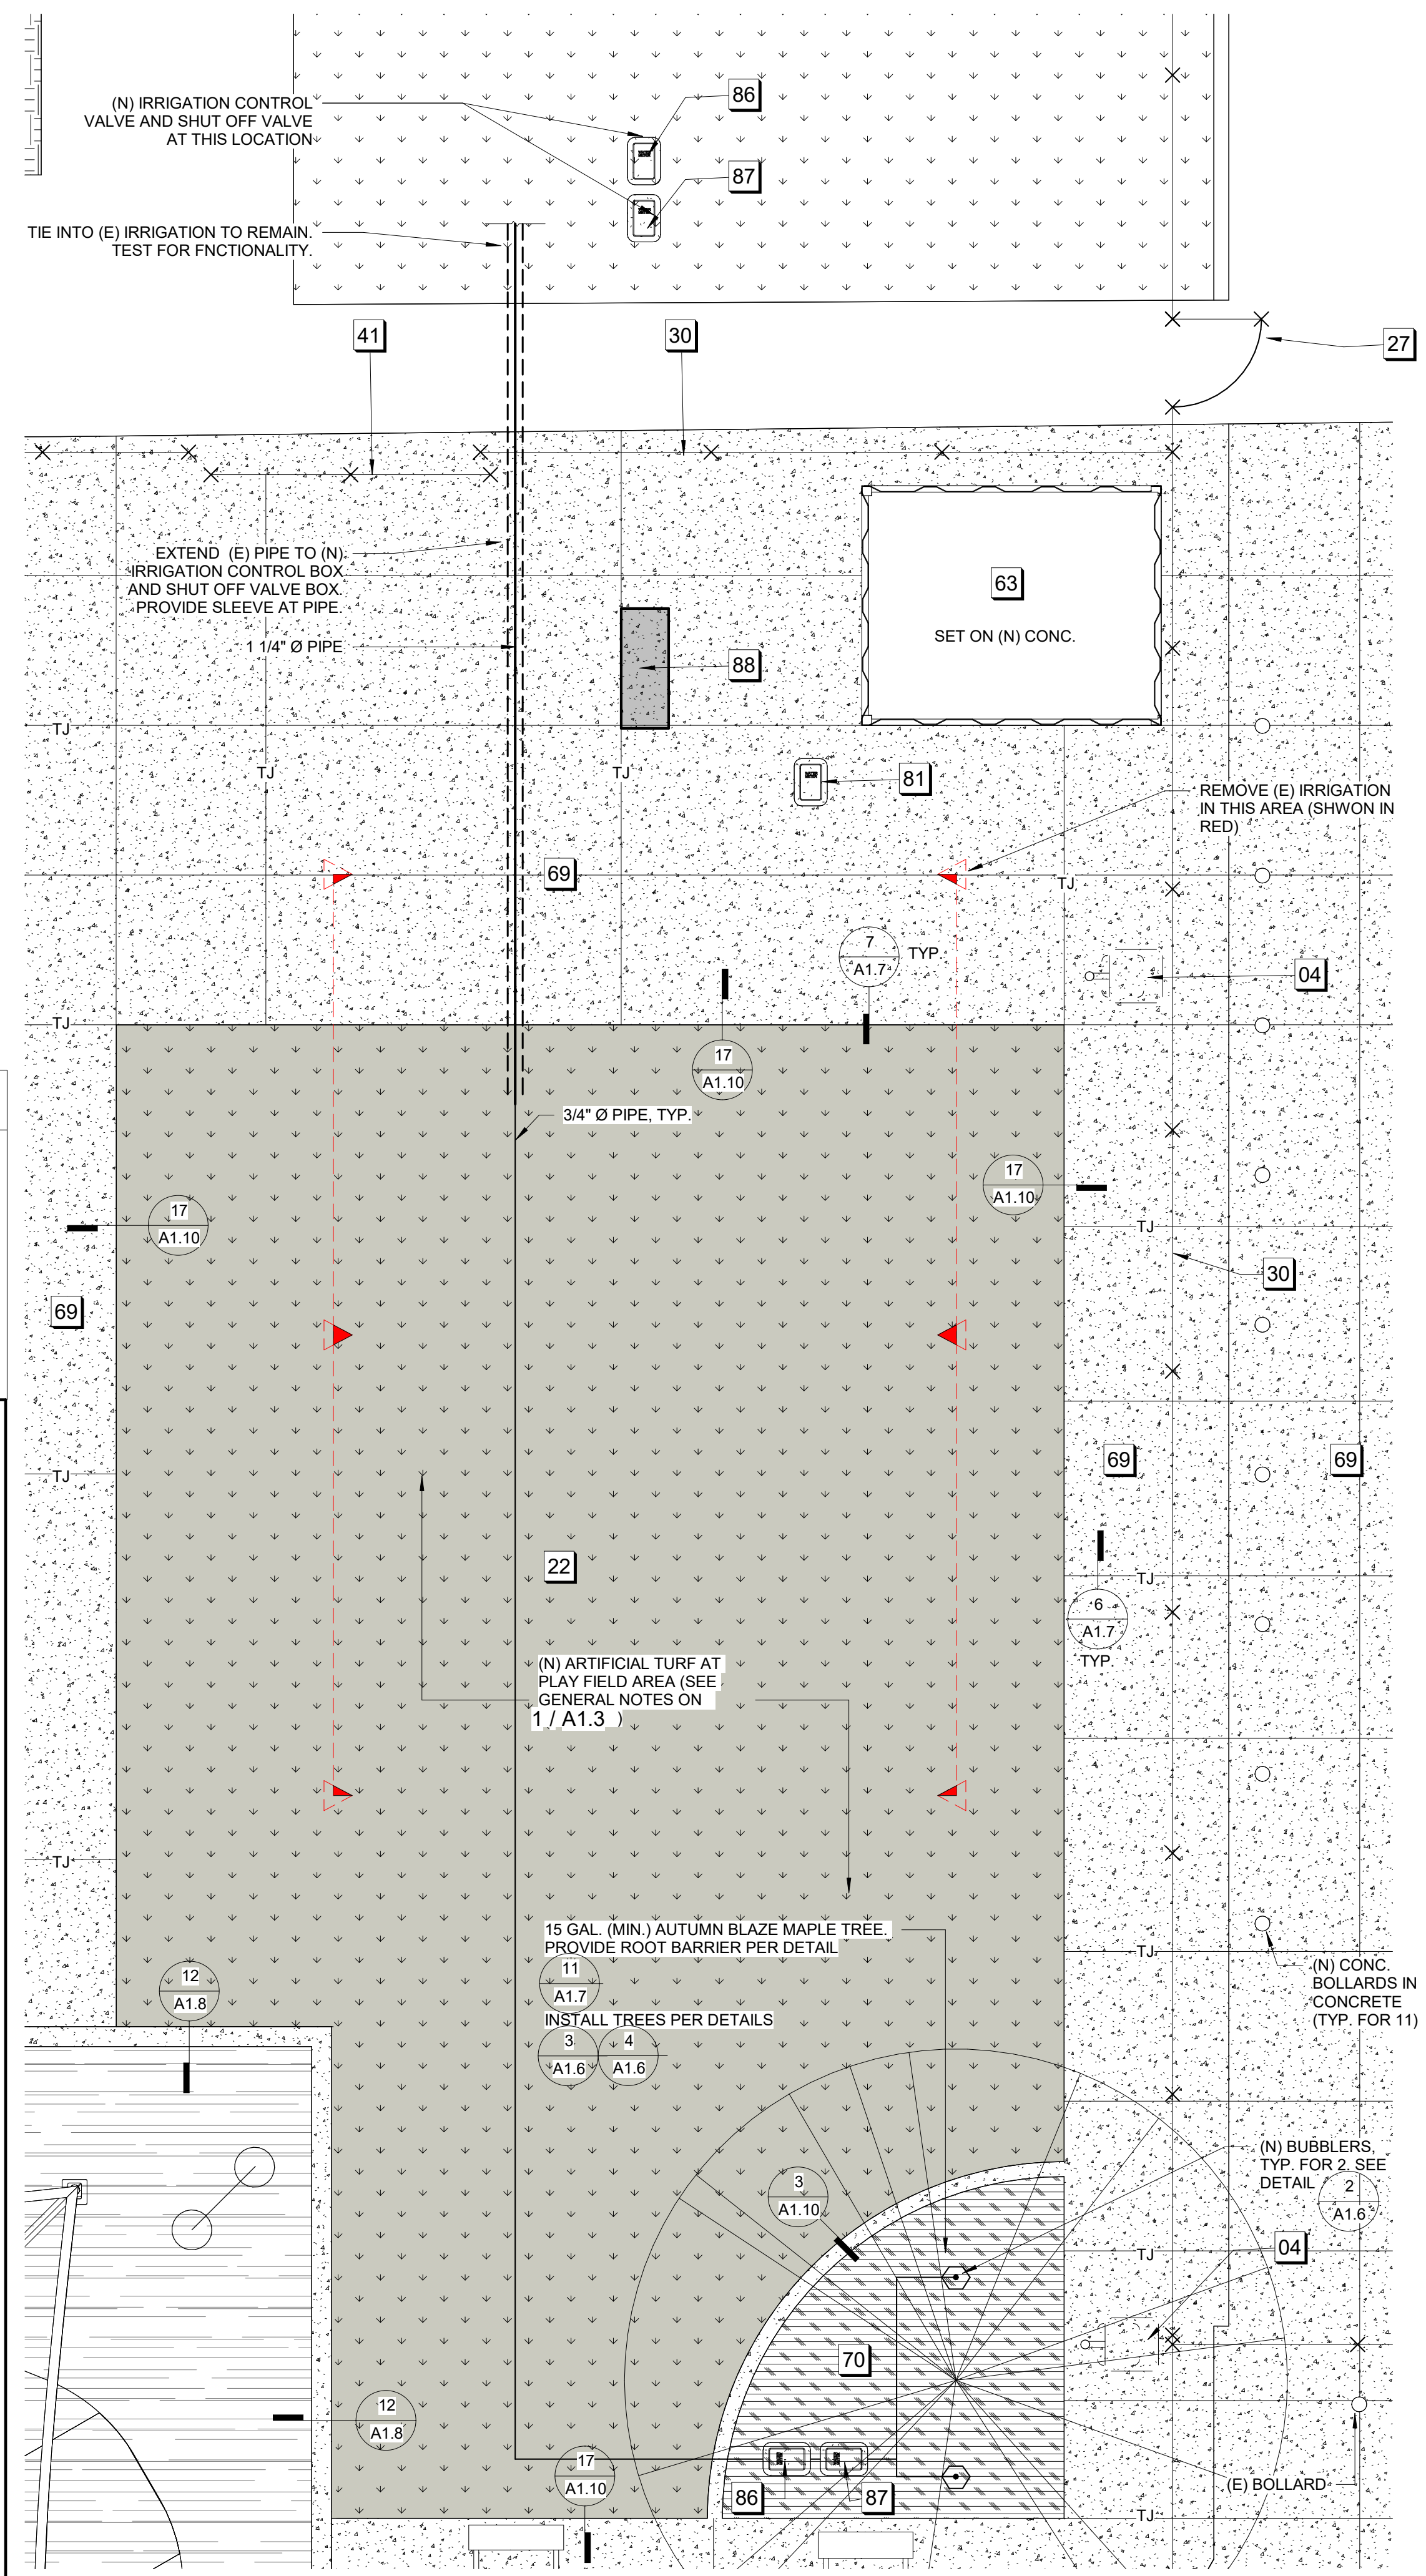 86
(N) IRRIGATION CONTROL
VALVE AND SHUT OFF VALVE
AT THIS LOCATION
87
TIE INTO (E) IRRIGATION TO REMAIN.
TEST FOR FNCTIONALITY.
41
30
27
EXTEND (E) PIPE TO (N)
IRRIGATION CONTROL BOX
AND SHUT OFF VALVE BOX.
PROVIDE SLEEVE AT PIPE.
1 1/4" Ø PIPE
63
SET ON (N) CONC.
88
TJ
TJ
TJ
81
REMOVE (E) IRRIGATION
IN THIS AREA (SHWON IN
RED)
69
TJ
7
A1.7
TYP
04
TJ
17
A1.10
3/4" Ø PIPE, TYP.
17
A1.10
17
A1.10
TJ
30
69
69
69
TJ
22
TJ
6
A1.7
TYP.
(N) ARTIFICIAL TURF AT
PLAY FIELD AREA (SEE
GENERAL NOTES ON
1 / A1.3 )
TJ
15 GAL. (MIN.) AUTUMN BLAZE MAPLE TREE.
PROVIDE ROOT BARRIER PER DETAIL
11
A1.7
INSTALL TREES PER DETAILS
3
A1.6
4
A1.6
12
A1.8
TJ
(N) CONC.
BOLLARDS IN
CONCRETE
(TYP. FOR 11)
(N) BUBBLERS,
TYP. FOR 2. SEE
DETAIL
2
A1.6
3
A1.10
04
TJ
70
12
A1.8
17
A1.10
86
87
(E) BOLLARD
TJ